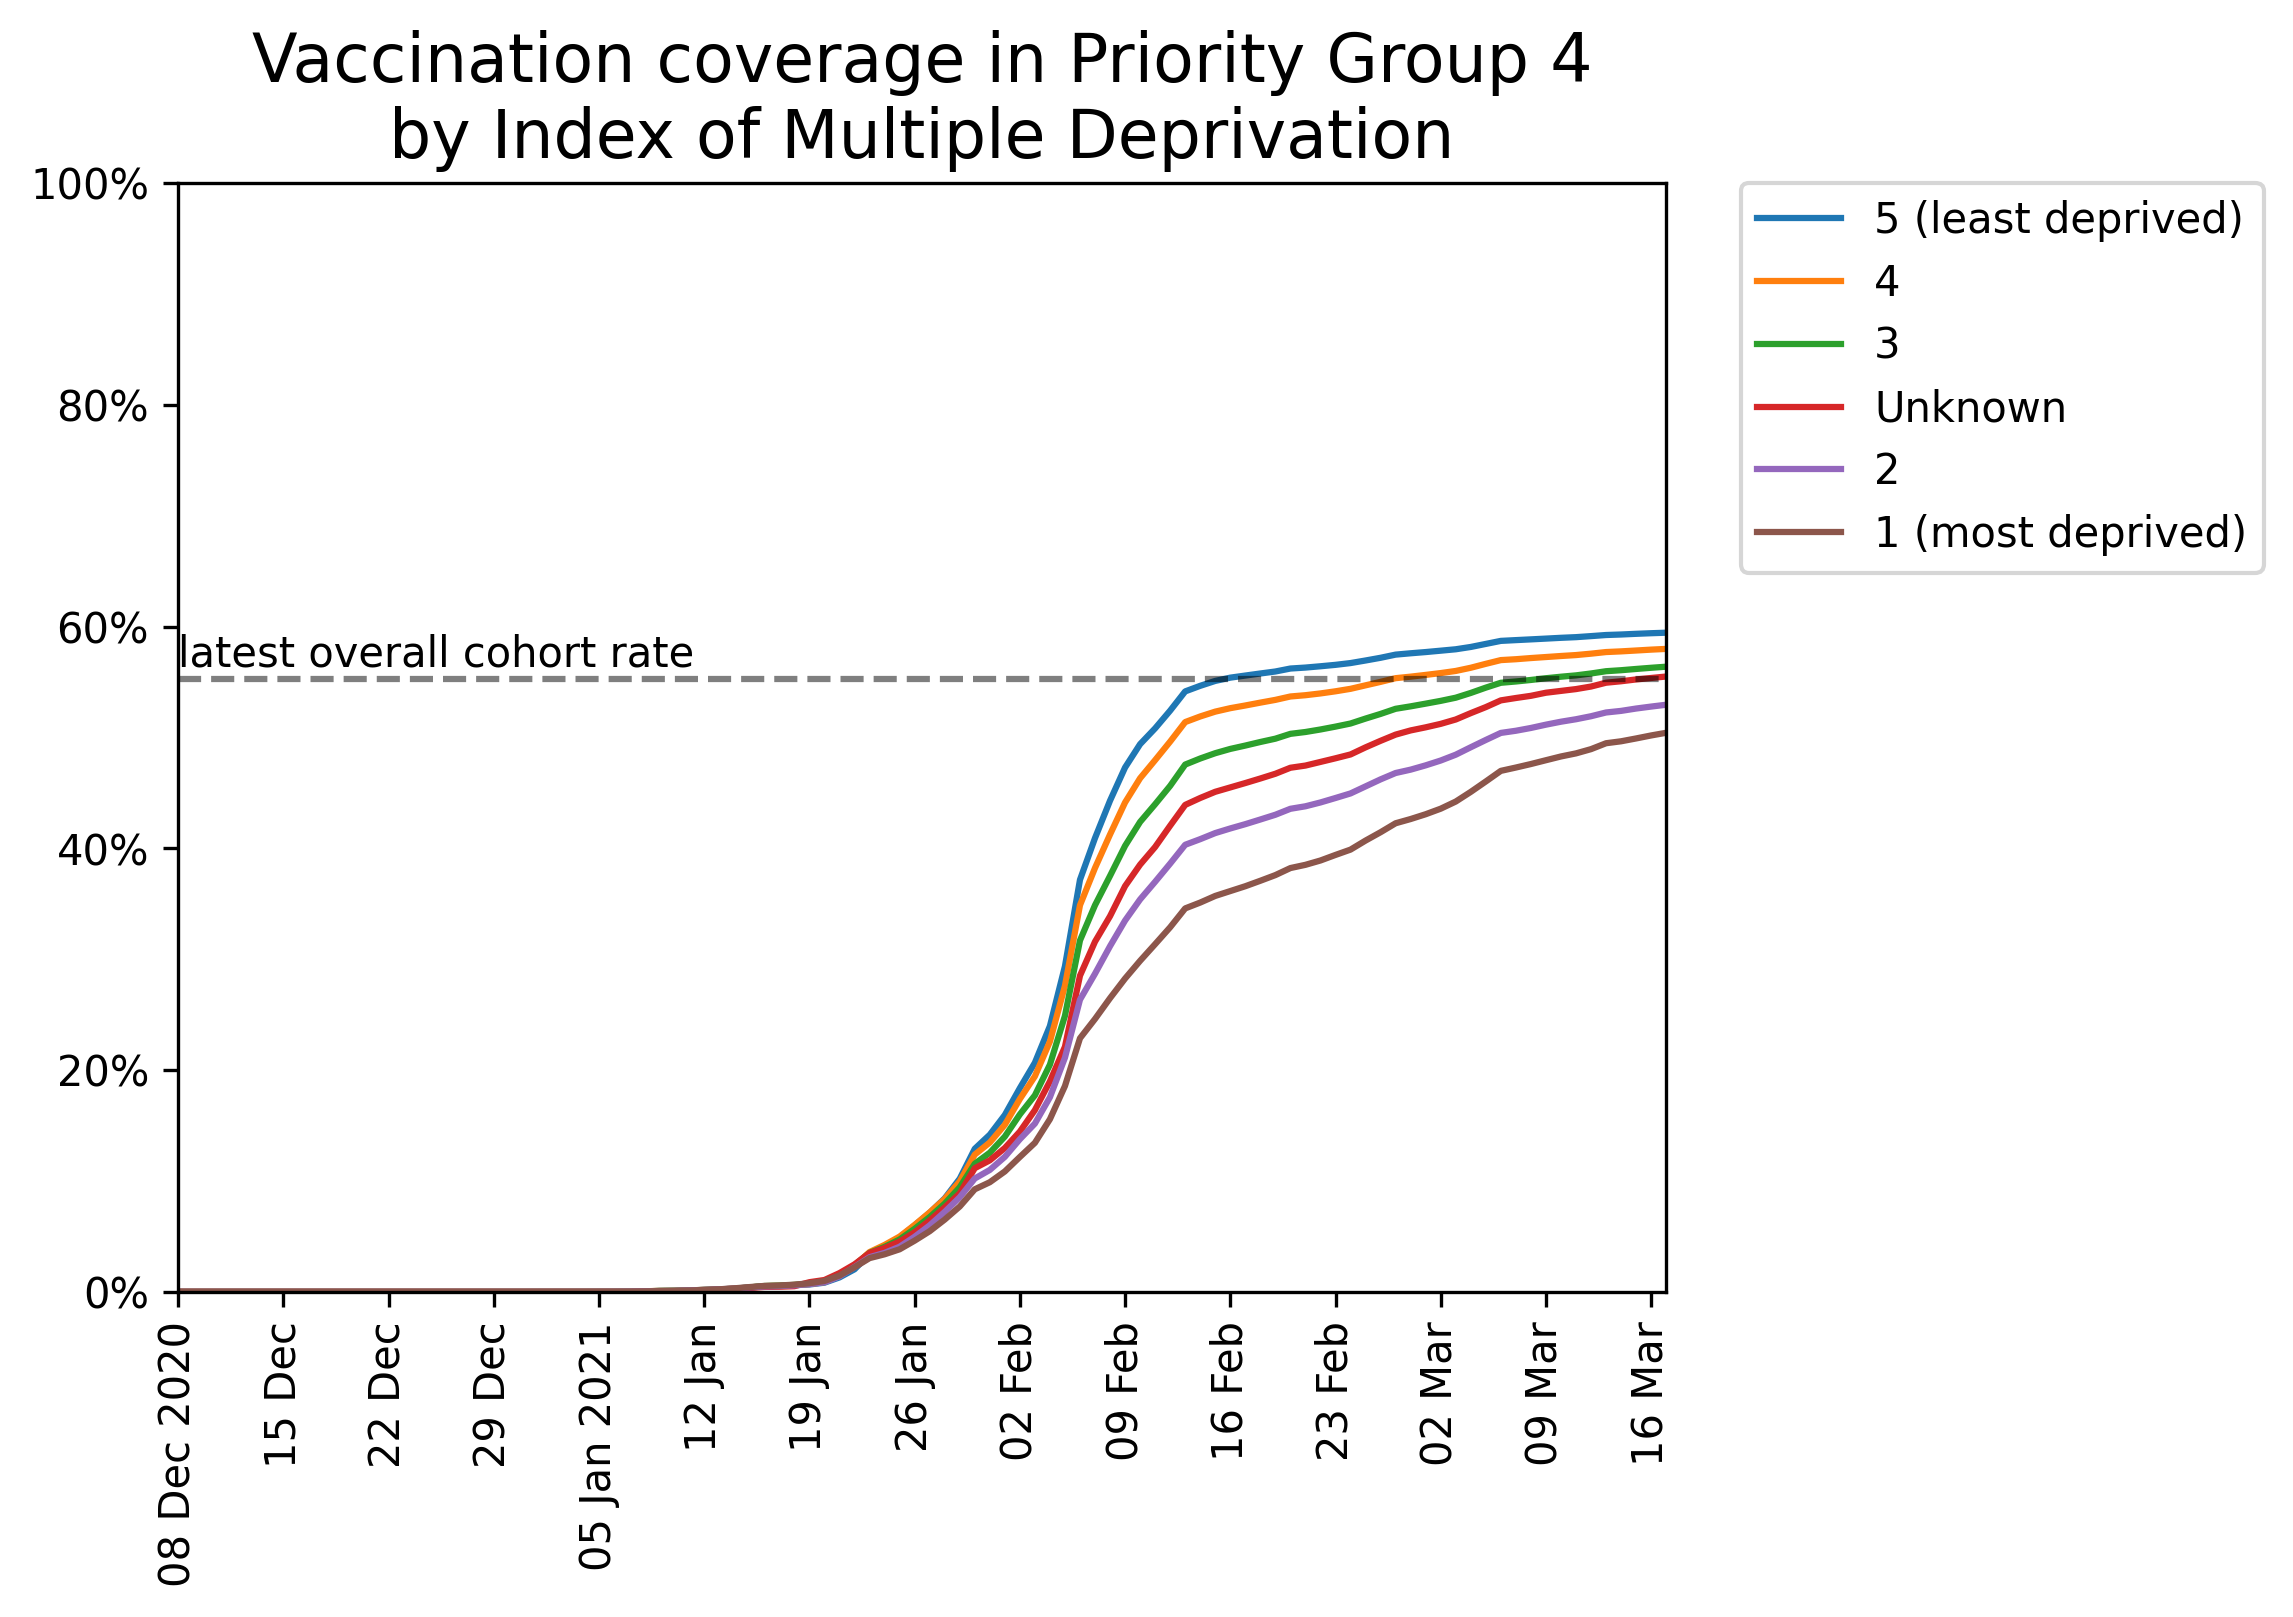 Vaccination coverage in Priority Group 4
by Index of Multiple Deprivation
100%
80%
60%
40%
20%
0%
latest overall cohort rate
08 Dec 2020
15 Dec
22 Dec
29 Dec
05 Jan 2021
12 Jan
19 Jan
26 Jan
02 Feb
09 Feb
16 Feb
23 Feb
02 Mar
09 Mar
16 Mar
5 (least deprived)
4
3
Unknown
2
1 (most deprived)